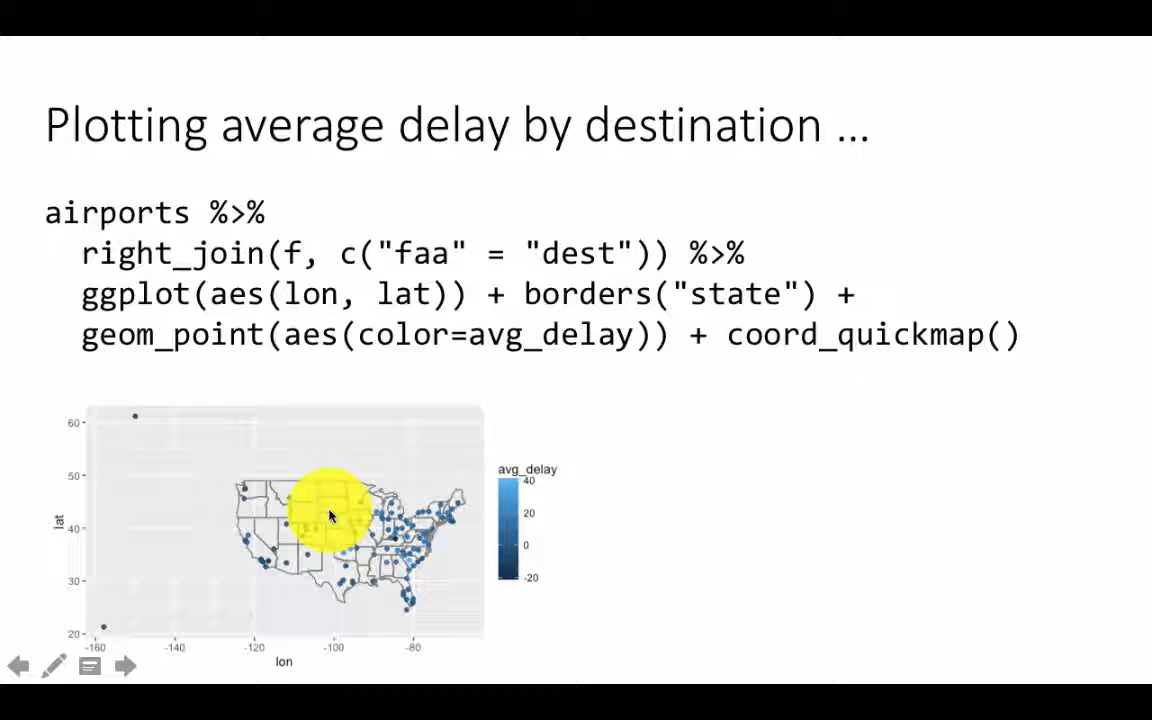 Plotting average delay by destination ...
airports %>%
right_join(f, c("faa" = "dest")) %>%
ggplot(aes(lon, lat)) + borders("state") +
geom_point(aes(color=avg_delay)) + coord_quickmap()
60
50
40
30
20
lat
-160
-140
-120
-100
-80
lon
avg_delay
40
20
0
-20